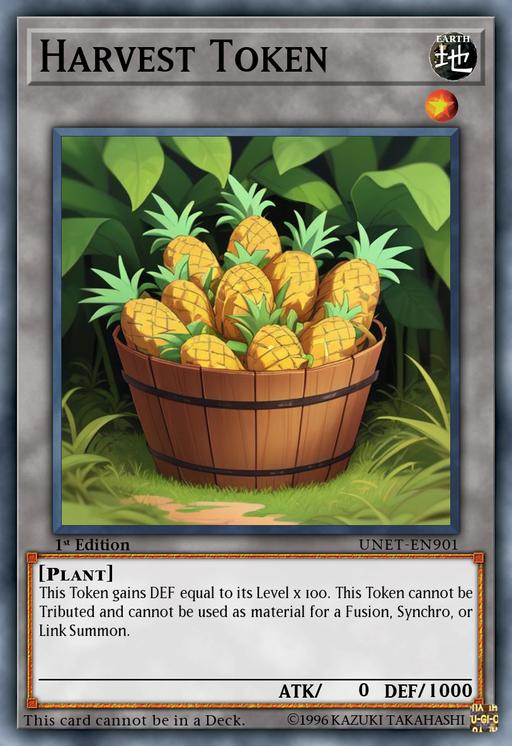 HARVEST TOKEN
EARTH
地
1st Edition
UNET-EN901
[PLANT]
This Token gains DEF equal to its Level x 100. This Token cannot be
Tributed and cannot be used as material for a Fusion, Synchro, or
Link Summon.
ATK/ 0 DEF/1000
This card cannot be in a Deck.
©1996 KAZUKI TAKAHASHI